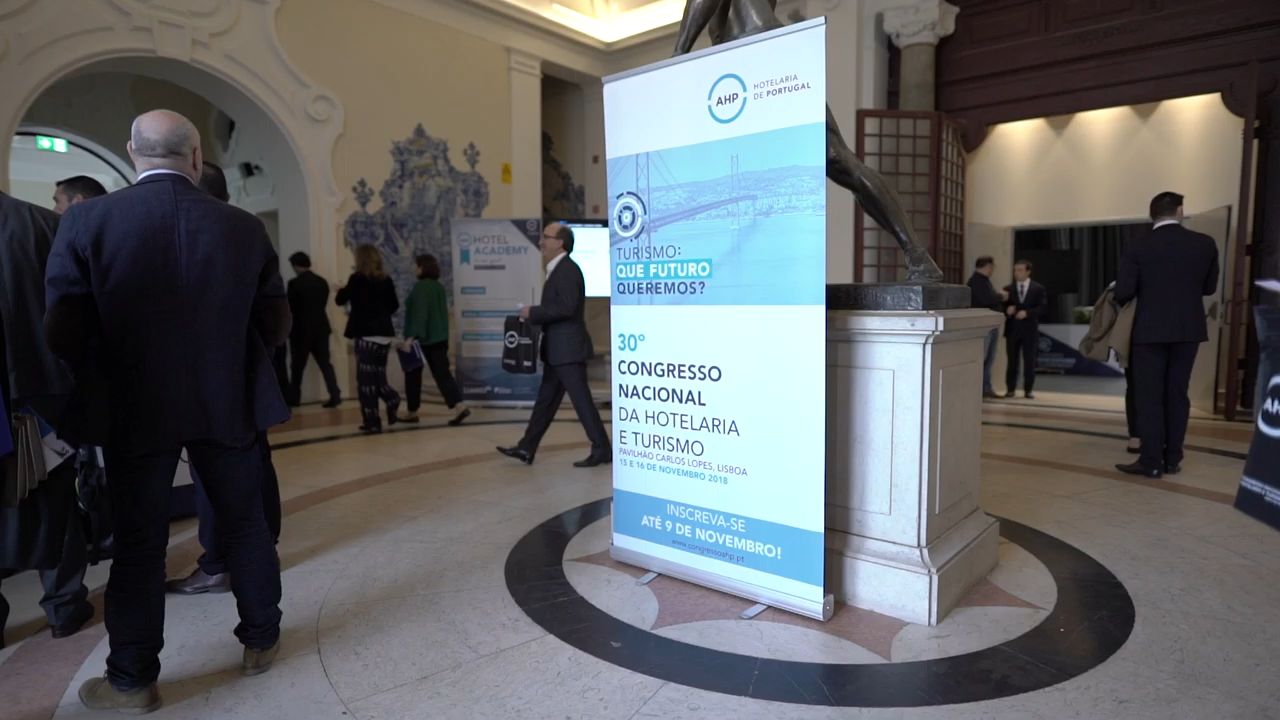 AHP
HOTELARIA
DE PORTUGAL
TURISMO:
QUE FUTURO
QUEREMOS?
30º
CONGRESSO
NACIONAL
DA HOTELARIA
E TURISMO
PAVILHÃO CARLOS LOPES, LISBOA
15 E 16 DE NOVEMBRO 2018
INSCREVA-SE
ATÉ 9 DE NOVEMBRO!
www.congressoahp.pt
HOTEL
ACADEMY